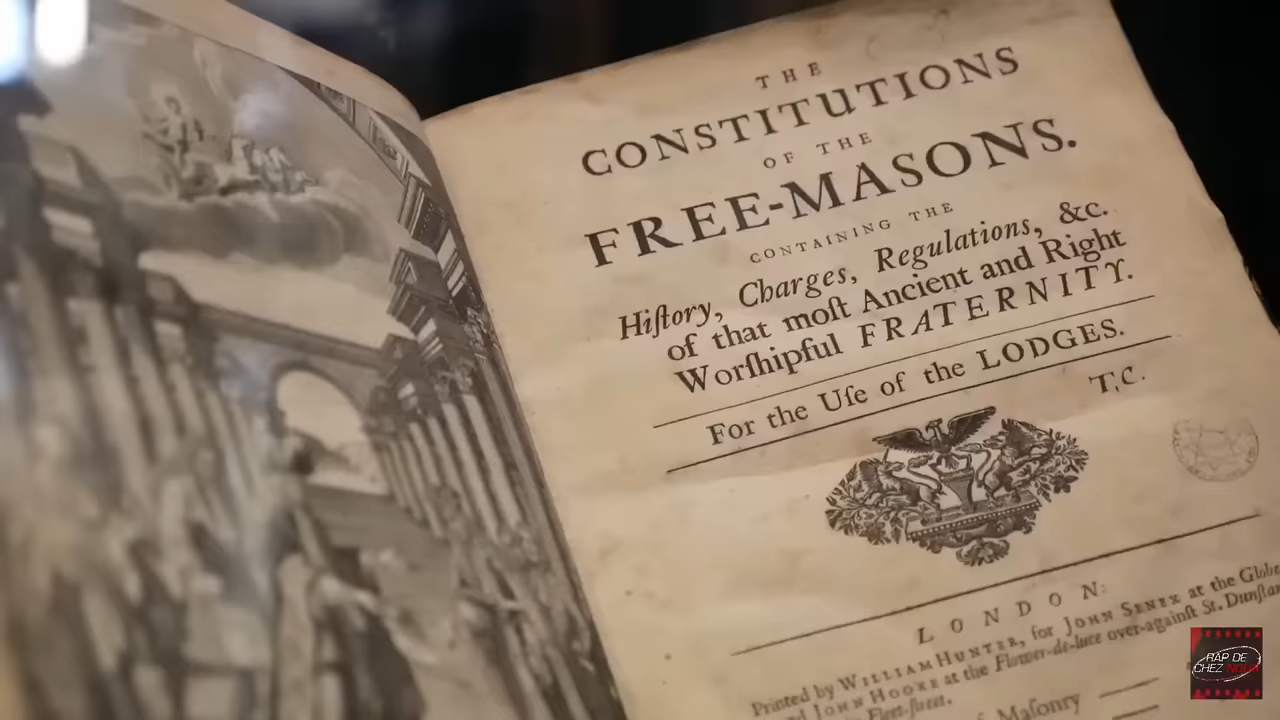 THE
CONSTITUTIONS
OF THE
FREE-MASONS.
CONTAINING THE
Hiſtory, Charges, Regulations, &c.
of that moſt Ancient and Right
Worſhipful FRATERNITY.
For the Uſe of the LODGES.
T.C.
LONDON:
Printed by WILLIAM HUNTER, for JOHN SENEX at the Globe
and JOHN HOOKE at the Flower-de-luce over-againſt St. Dunſtan
Fleet-ſtreet.
Maſonry
RAP DE
CHEZ NOUS